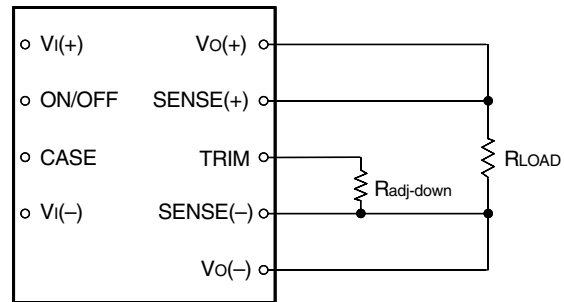 VI(+) VO(+)
ON/OFF SENSE(+)
CASE TRIM
RLOAD
Radj-down
VI(–) SENSE(–)
VO(–)